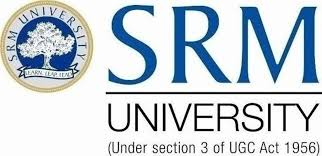 SRM UNIVERSITY
LEARN, LEAP, LEAD
SRM
UNIVERSITY
(Under section 3 of UGC Act 1956)